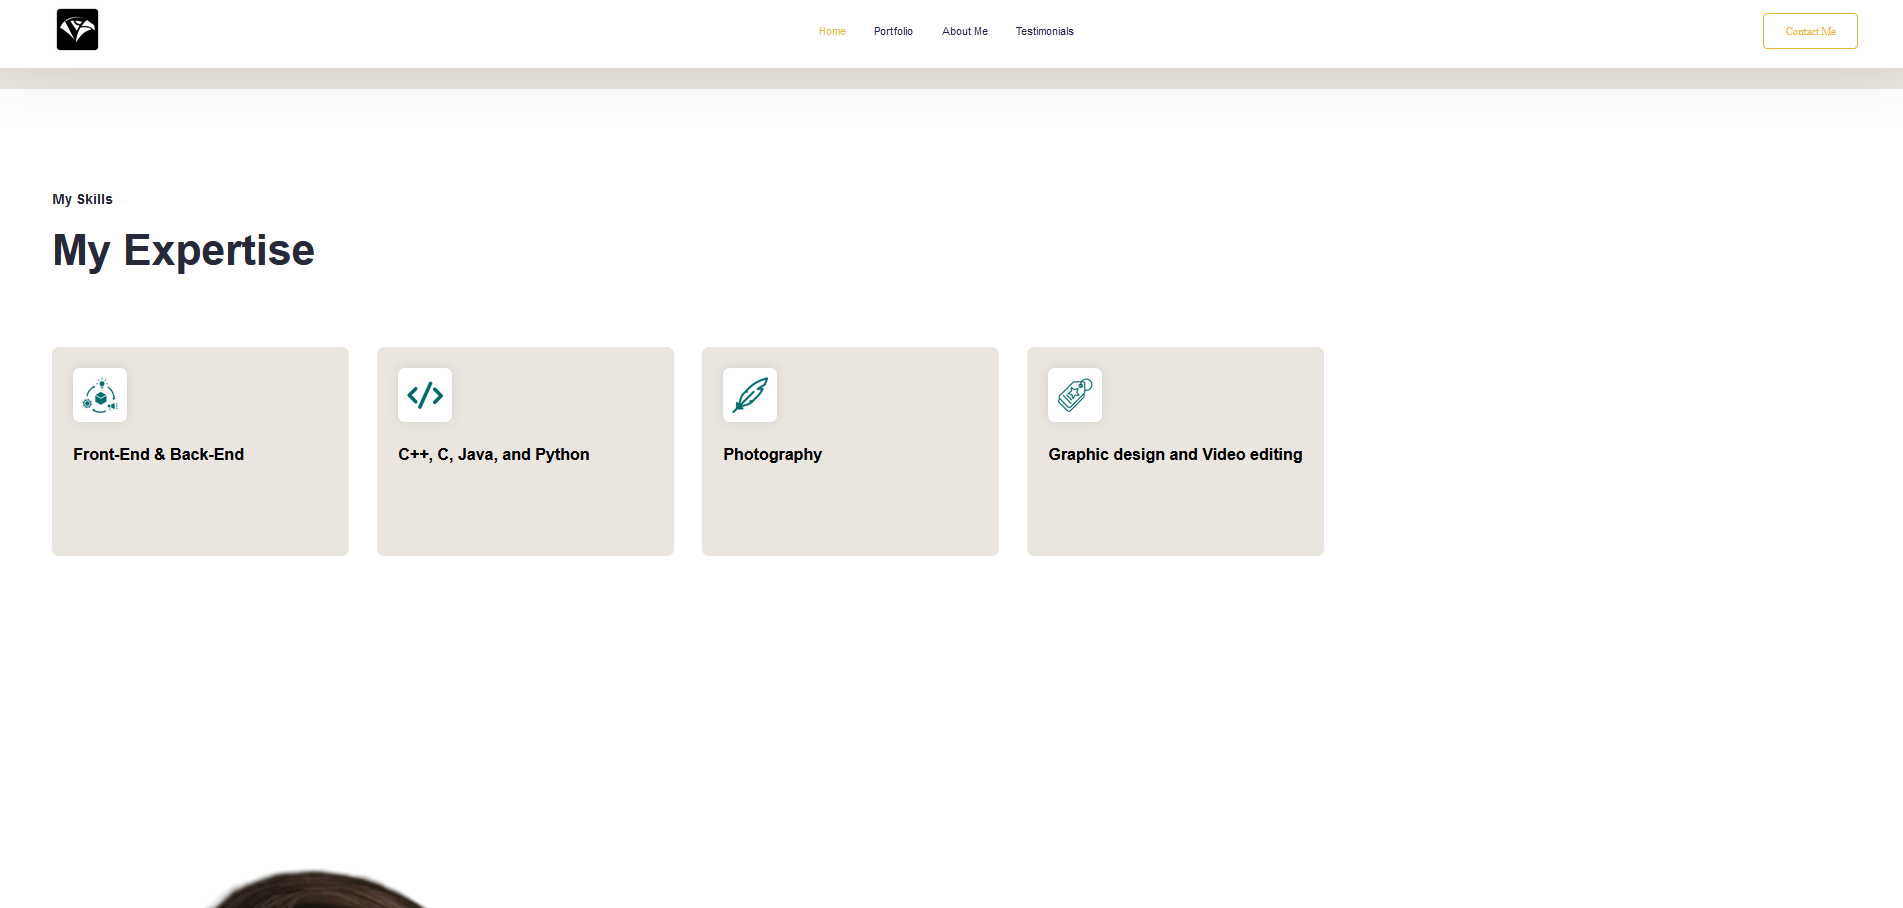 Home
Portfolio
About Me
Testimonials
Contact Me
My Skills
My Expertise
Front-End & Back-End
C++, C, Java, and Python
Photography
Graphic design and Video editing